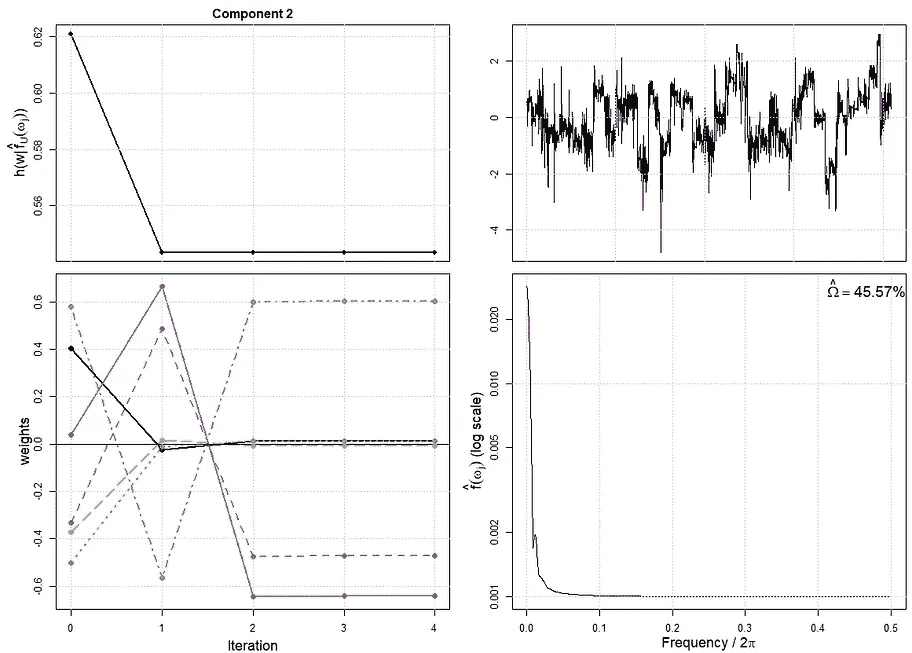 Component 2
h(w|f̂U(ωj))
0.62
0.60
0.58
0.56
2
0
-2
-4
weights
0.6
0.4
0.2
0.0
-0.2
-0.4
-0.6
0 1 2 3 4
Iteration
f̂(ωj) (log scale)
0.020
0.010
0.005
0.002
0.001
Ω̂ = 45.57%
0.0 0.1 0.2 0.3 0.4 0.5
Frequency / 2π